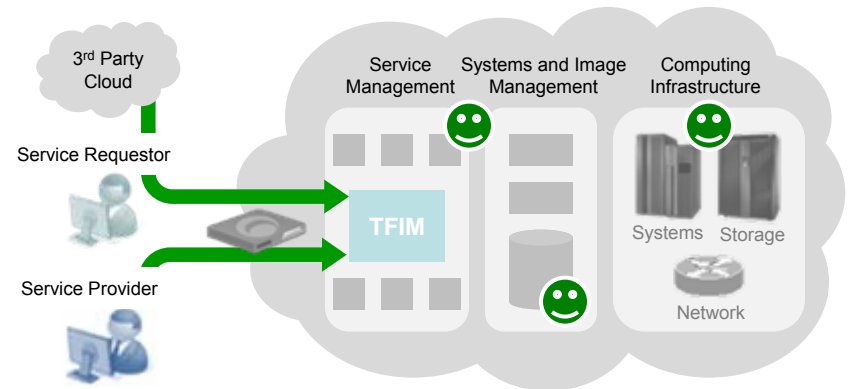 3rd Party
Cloud
Service Requestor
Service Provider
Service
Management
TFIM
Systems and Image
Management
Computing
Infrastructure
Systems
Storage
Network